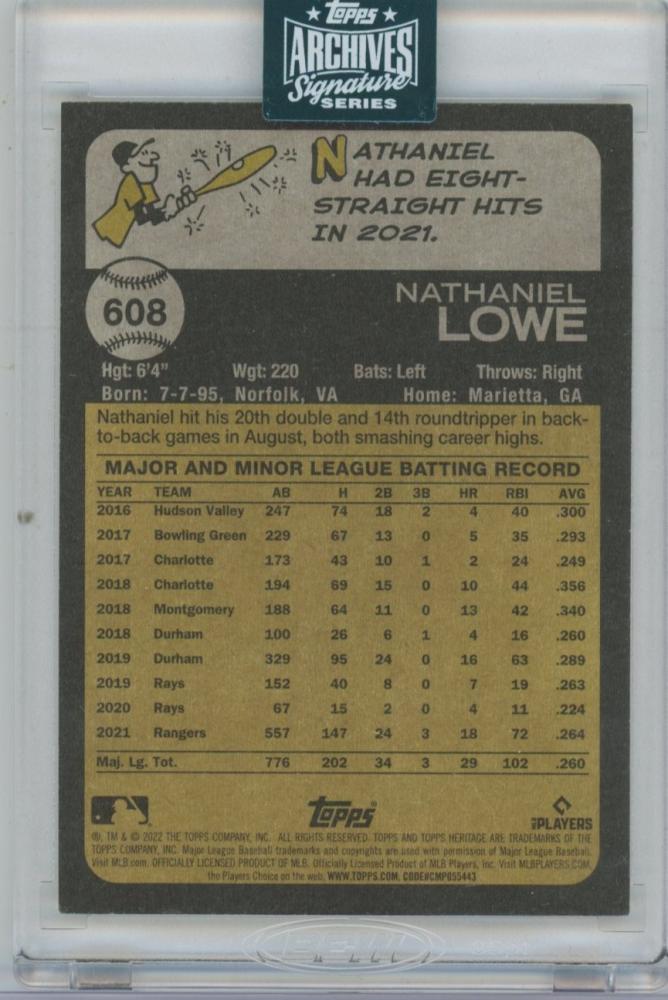 Topps
ARCHIVES
Signature
SERIES
NATHANIEL
HAD EIGHT-
STRAIGHT HITS
IN 2021.
608
NATHANIEL
LOWE
Hgt: 6'4" Wgt: 220 Bats: Left Throws: Right
Born: 7-7-95, Norfolk, VA Home: Marietta, GA
Nathaniel hit his 20th double and 14th roundtripper in back-
to-back games in August, both smashing career highs.
MAJOR AND MINOR LEAGUE BATTING RECORD
YEAR TEAM AB H 2B 3B HR RBI AVG
2016 Hudson Valley 247 74 18 2 4 40 .300
2017 Bowling Green 229 67 13 0 5 35 .293
2017 Charlotte 173 43 10 1 2 24 .249
2018 Charlotte 194 69 15 0 10 44 .356
2018 Montgomery 188 64 11 0 13 42 .340
2018 Durham 100 26 6 1 4 16 .260
2019 Durham 329 95 24 0 16 63 .289
2019 Rays 152 40 8 0 7 19 .263
2020 Rays 67 15 2 0 4 11 .224
2021 Rangers 557 147 24 3 18 72 .264
Maj. Lg. Tot. 776 202 34 3 29 102 .260
Topps®
PLAYERS
®, TM & © 2022 THE TOPPS COMPANY, INC. ALL RIGHTS RESERVED. TOPPS AND TOPPS HERITAGE ARE TRADEMARKS OF THE
TOPPS COMPANY, INC. Major League Baseball trademarks and copyrights are used with permission of Major League Baseball.
Visit MLB.com. OFFICIALLY LICENSED PRODUCT OF MLB. Officially Licensed Product of MLB Players, Inc. Visit MLBPLAYERS.COM,
the Players Choice on the web. WWW.TOPPS.COM. CODE#CMP055443